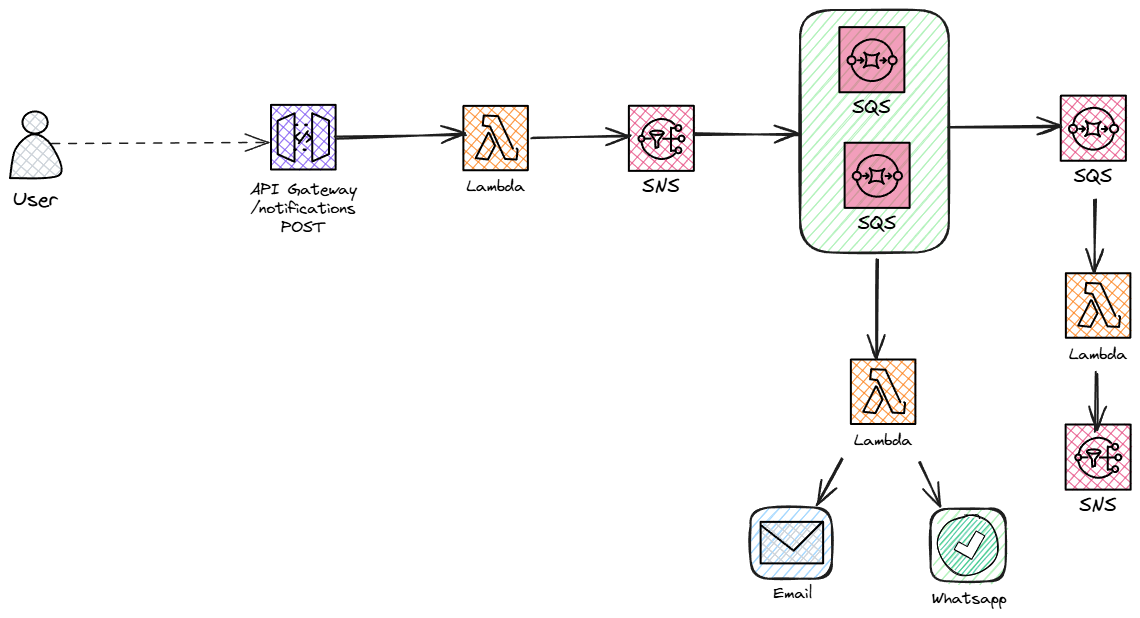 User
API Gateway
/notifications
POST
Lambda
SNS
SQS
SQS
SQS
Lambda
SNS
Lambda
Email
Whatsapp